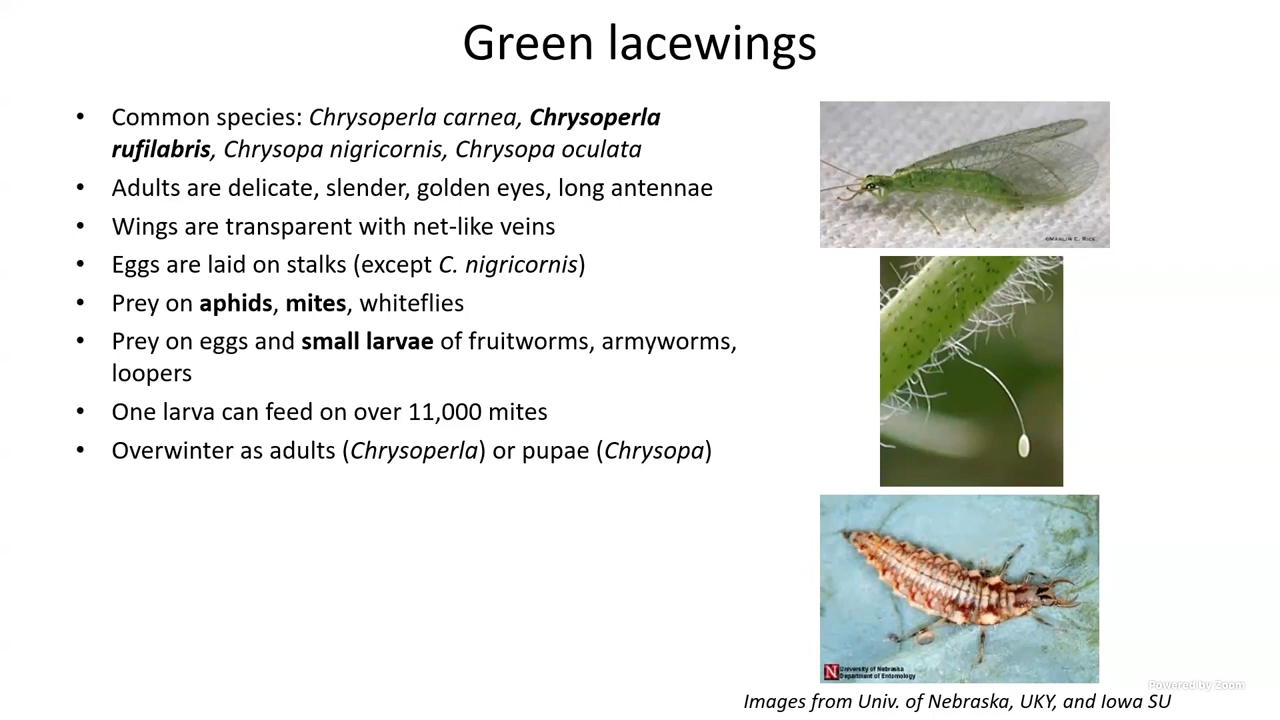 Green lacewings
• Common species: Chrysoperla carnea, Chrysoperla
rufilabris, Chrysopa nigricornis, Chrysopa oculata
• Adults are delicate, slender, golden eyes, long antennae
• Wings are transparent with net-like veins
• Eggs are laid on stalks (except C. nigricornis)
• Prey on aphids, mites, whiteflies
• Prey on eggs and small larvae of fruitworms, armyworms,
loopers
• One larva can feed on over 11,000 mites
• Overwinter as adults (Chrysoperla) or pupae (Chrysopa)
©MARLIN E. RICE
N University of Nebraska
Department of Entomology
Powered by Zoom
Images from Univ. of Nebraska, UKY, and Iowa SU